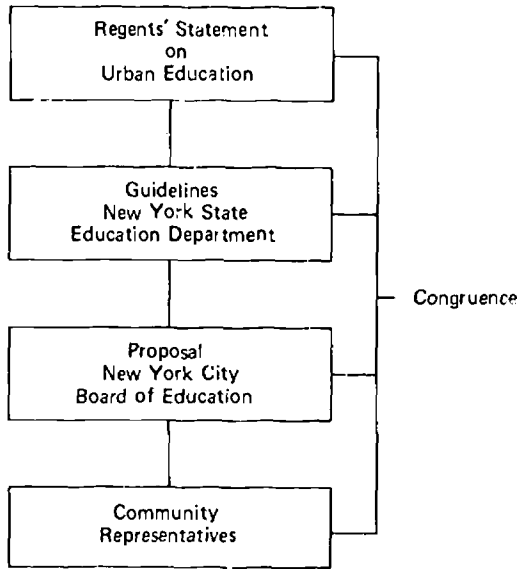 Regents' Statement
on
Urban Education
Guidelines
New York State
Education Department
Congruence
Proposal
New York City
Board of Education
Community
Representatives